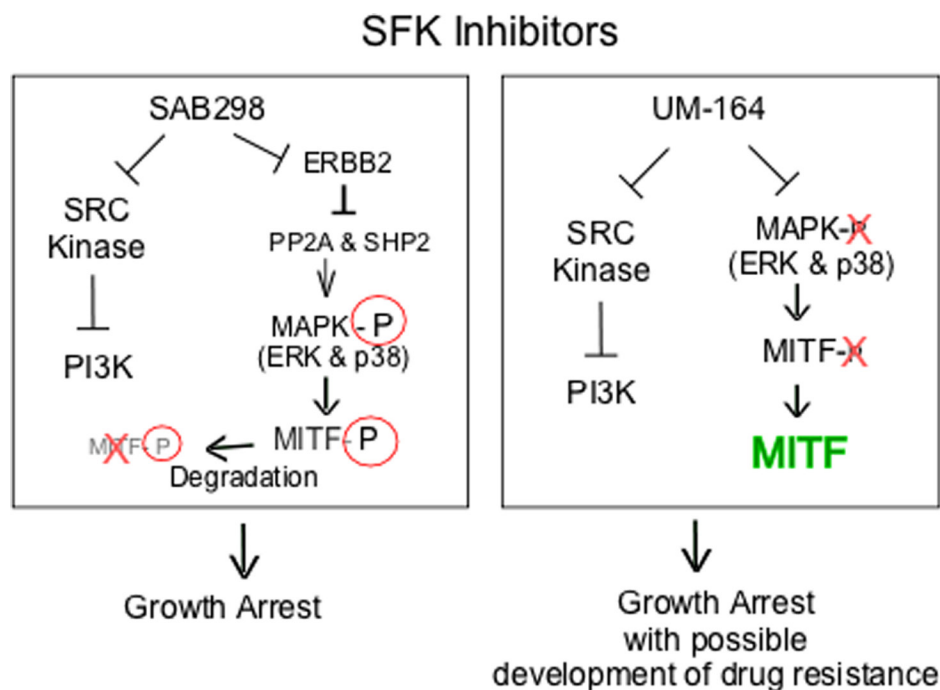 SFK Inhibitors
SAB298
ERBB2
SRC
Kinase
PP2A & SHP2
MAPK - P
(ERK & p38)
PI3K
MITF- P
MITF- P
Degradation
Growth Arrest
UM-164
SRC
Kinase
MAPK-P
(ERK & p38)
MITF-P
PI3K
MITF
Growth Arrest
with possible
development of drug resistance